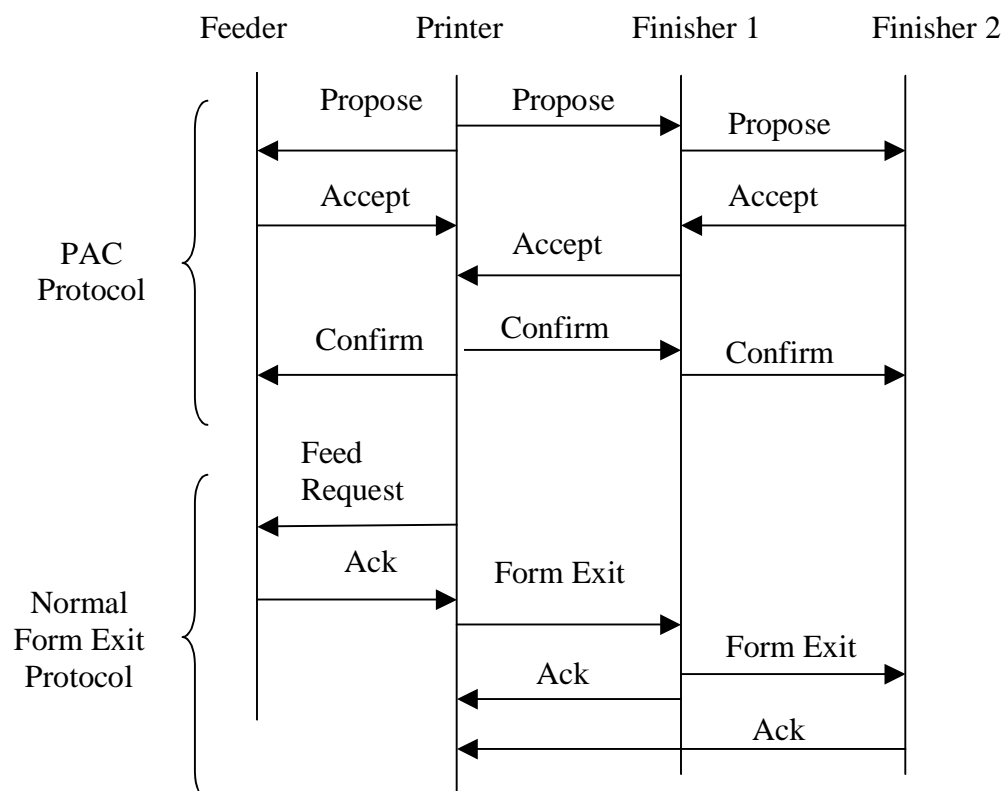 Feeder Printer Finisher 1 Finisher 2
Propose Propose
Propose
Accept Accept
PAC
Protocol
Accept
Confirm Confirm
Confirm
Feed
Request
Ack Form Exit
Normal
Form Exit
Protocol
Form Exit
Ack
Ack